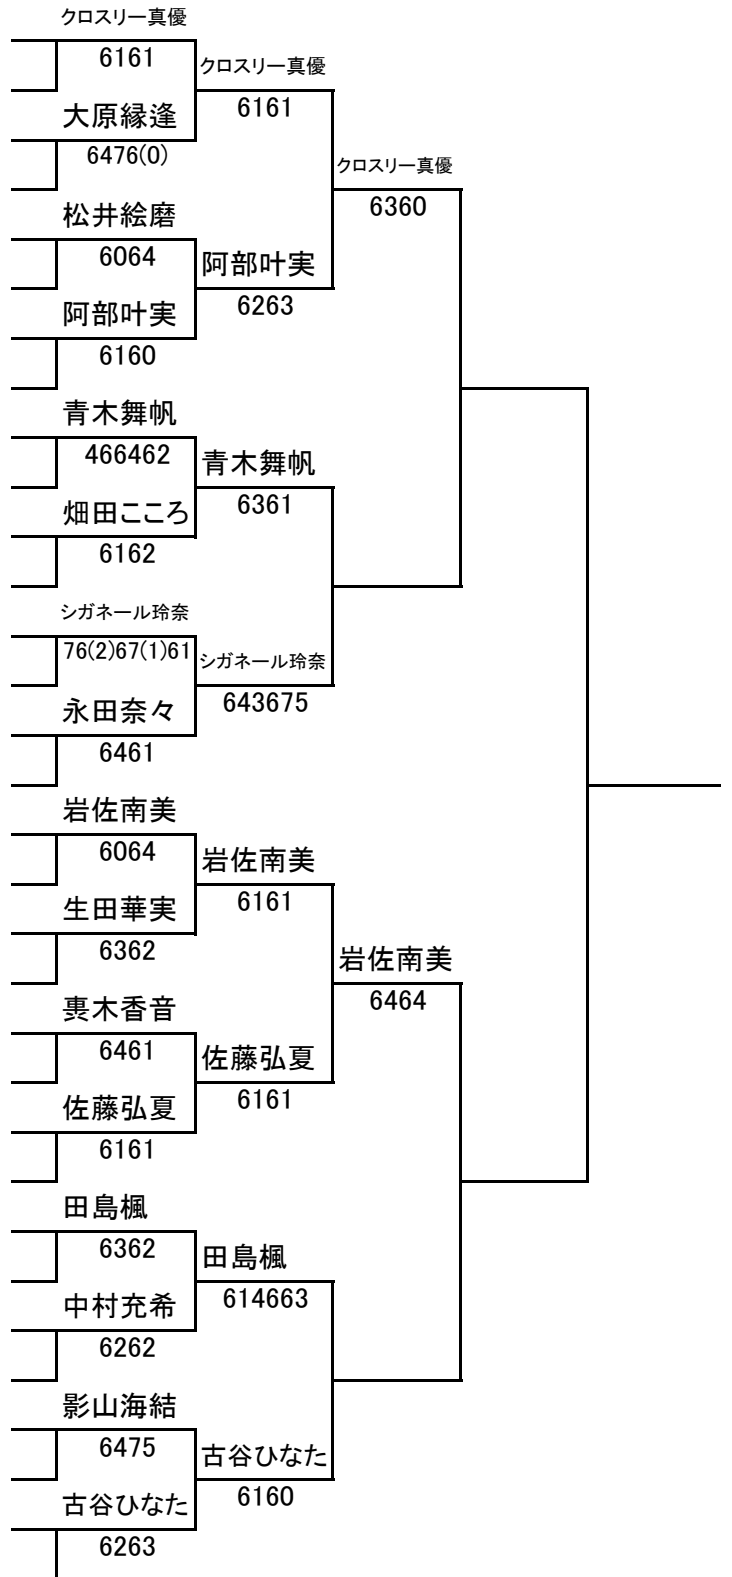 クロスリー真優
6161
クロスリー真優
大原縁逢
6161
6476(0)
クロスリー真優
松井絵磨
6360
6064
阿部叶実
阿部叶実
6263
6160
青木舞帆
466462
青木舞帆
畑田こころ
6361
6162
シガネール玲奈
76(2)67(1)61
シガネール玲奈
永田奈々
643675
6461
岩佐南美
6064
岩佐南美
生田華実
6161
6362
岩佐南美
木香音
6464
6461
佐藤弘夏
佐藤弘夏
6161
6161
田島楓
6362
田島楓
中村充希
614663
6262
影山海結
6475
古谷ひなた
古谷ひなた
6160
6263